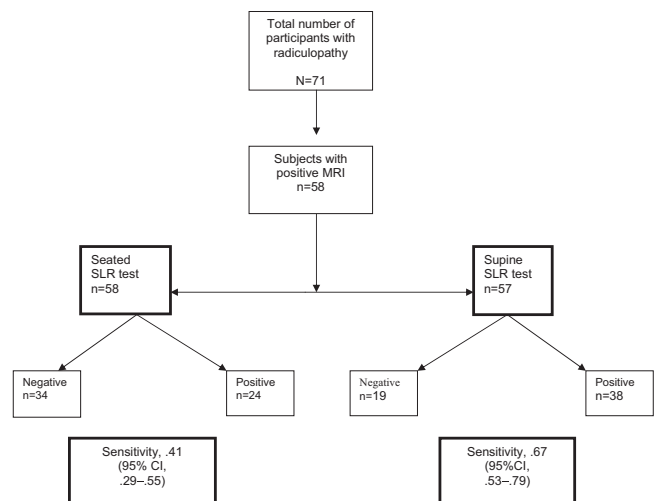 Total number of
participants with
radiculopathy
N=71
Subjects with
positive MRI
n=58
Seated
SLR test
n=58
Supine
SLR test
n=57
Negative
n=34
Positive
n=24
Negative
n=19
Positive
n=38
Sensitivity, .41
(95% CI,
.29–.55)
Sensitivity, .67
(95%CI,
.53–.79)